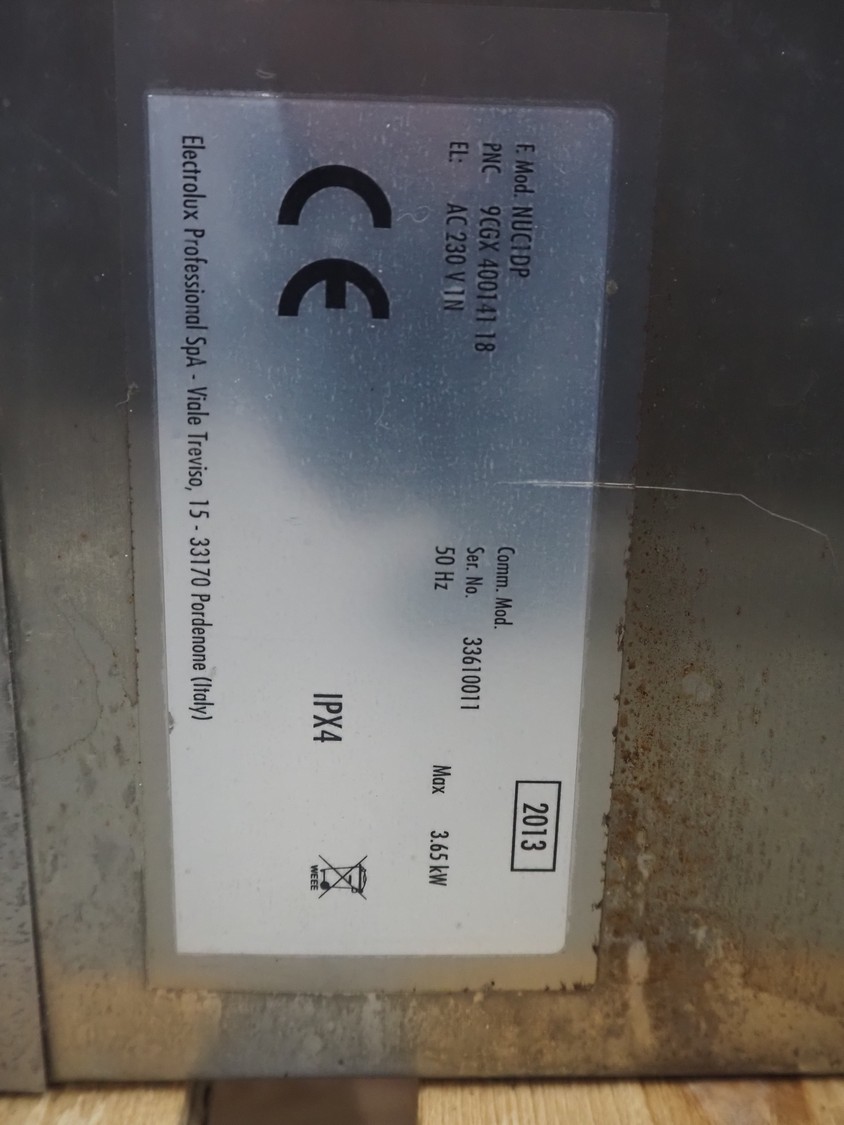 F. Mod. NUC1DP
Comm. Mod.
2013
PNC 9CGX 400141 18
Ser. No. 33610011
EL: AC 230 V 1N
50 Hz
Max 3.65 kW
CE
IPX4
WEEE
Electrolux Professional SpA - Viale Treviso, 15 - 33170 Pordenone (Italy)